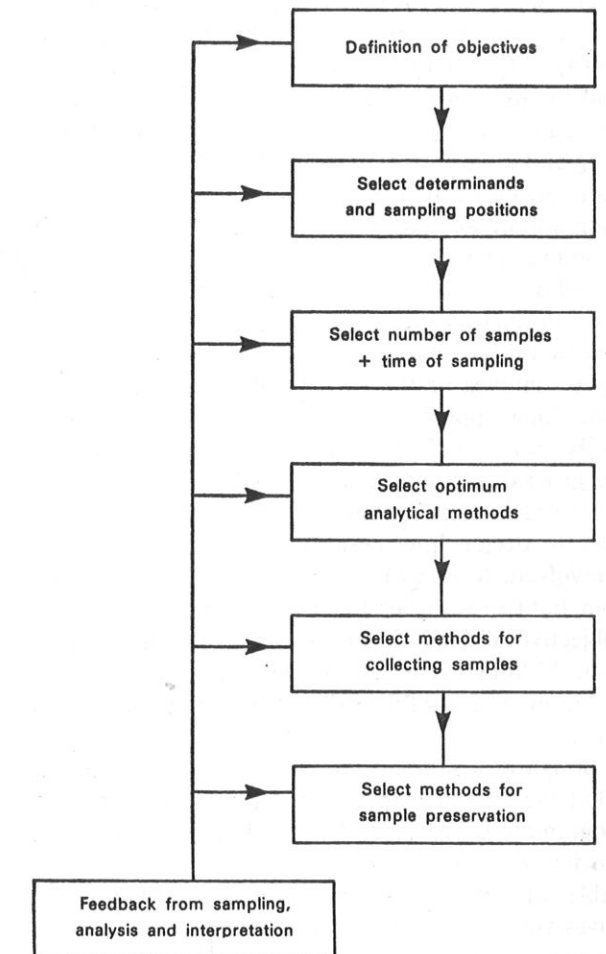 Definition of objectives
Select determinands
and sampling positions
Select number of samples
+ time of sampling
Select optimum
analytical methods
Select methods for
collecting samples
Select methods for
sample preservation
Feedback from sampling,
analysis and interpretation